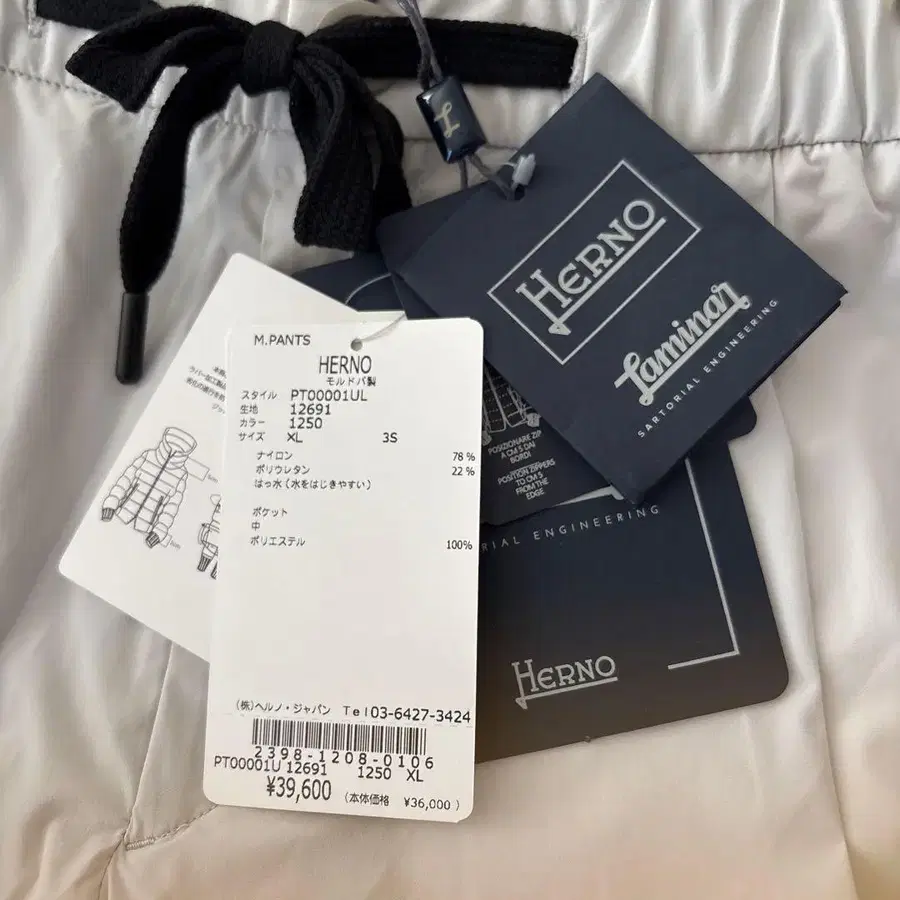 L
HERNO
Laminar
SARTORIAL ENGINEERING
POSIZIONARE ZIP
A CM 5 DAI
BORDI
POSITION ZIPPERS
TO CM 5
FROM THE
EDGE
RIAL ENGINEERING
HERNO
M.PANTS
HERNO
モルドバ製
スタイル PT00001UL
生地 12691
カラー 1250
サイズ XL 3S
ナイロン 78 %
ポリウレタン 22 %
はっ水(水をはじきやすい)
ポケット
中
ポリエステル 100%
(株)ヘルノ・ジャパン Tel03-6427-3424
2398-1208-0106
PT00001U 12691 1250 XL
¥39,600 (本体価格 ¥36,000)